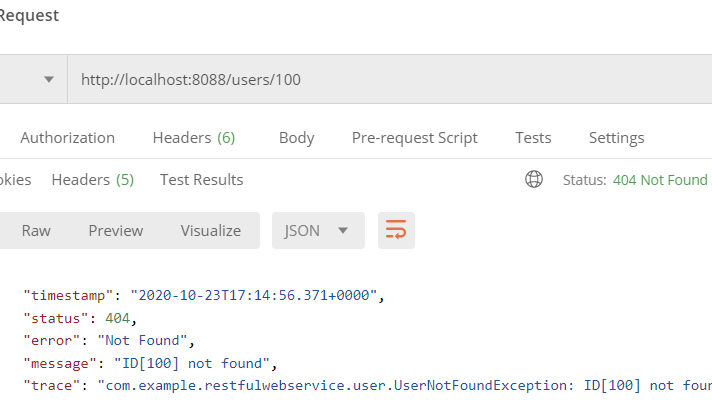 Request
http://localhost:8088/users/100
Authorization Headers (6) Body Pre-request Script Tests Settings
Headers (5) Test Results Status: 404 Not Found
Raw Preview Visualize JSON
"timestamp": "2020-10-23T17:14:56.371+0000",
"status": 404,
"error": "Not Found",
"message": "ID[100] not found",
"trace": "com.example.restfulwebservice.user.UserNotFoundException: ID[100] not